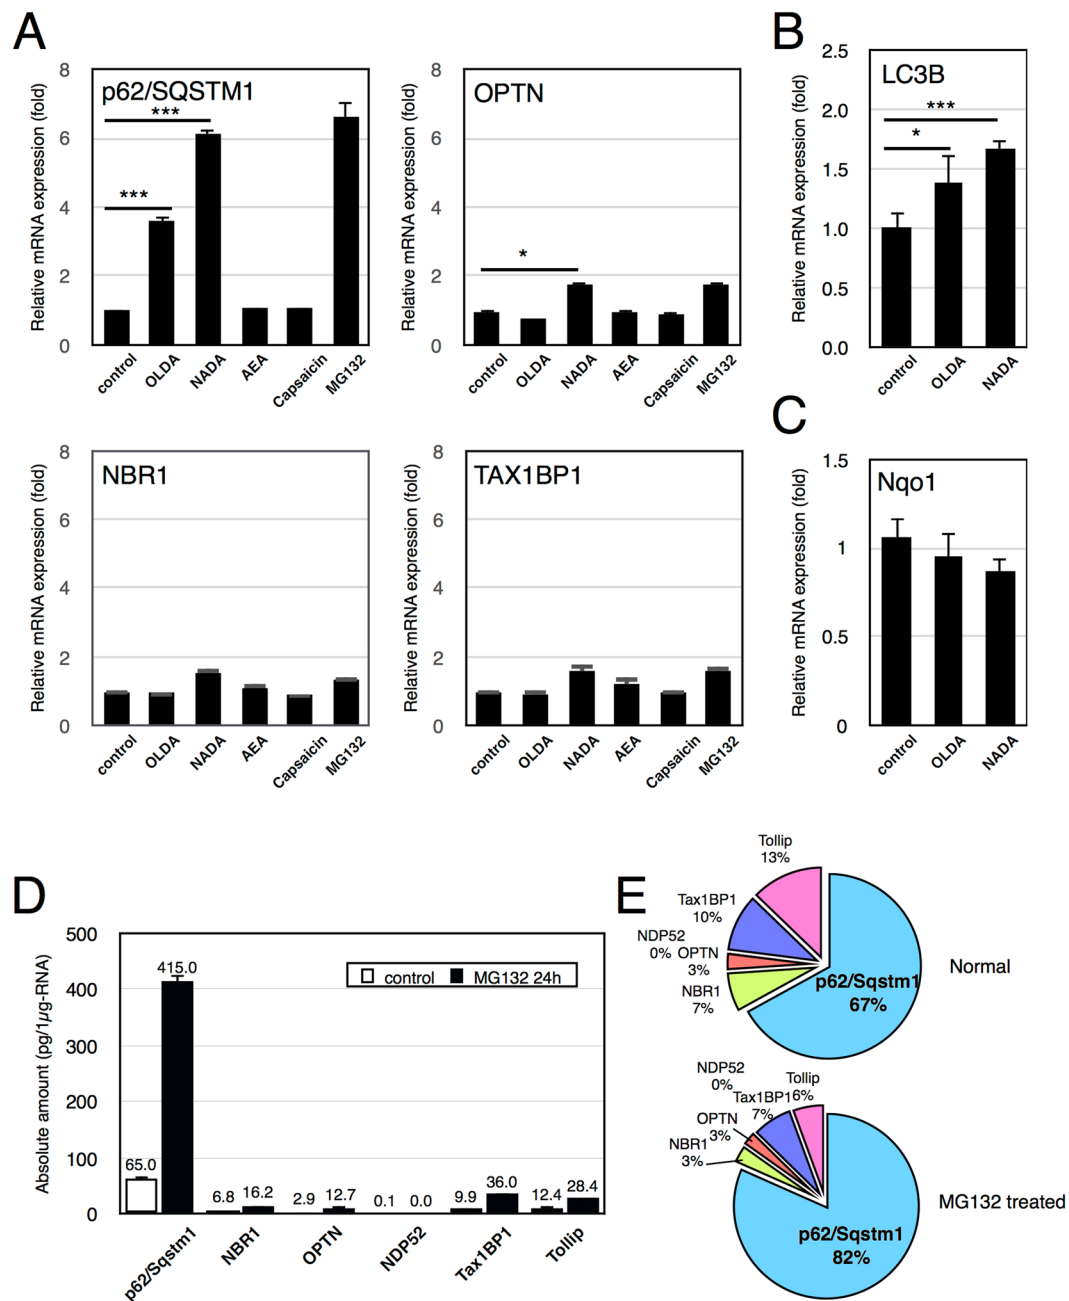 A
Relative mRNA expression (fold)
8
6
4
2
0
p62/SQSTM1
***
***
control
OLDA
NADA
AEA
Capsaicin
MG132
Relative mRNA expression (fold)
8
6
4
2
0
OPTN
*
control
OLDA
NADA
AEA
Capsaicin
MG132
B
Relative mRNA expression (fold)
2.5
2.0
1.5
1.0
0.5
0.0
LC3B
***
*
control
OLDA
NADA
Relative mRNA expression (fold)
8
6
4
2
0
NBR1
control
OLDA
NADA
AEA
Capsaicin
MG132
Relative mRNA expression (fold)
8
6
4
2
0
TAX1BP1
control
OLDA
NADA
AEA
Capsaicin
MG132
C
Relative mRNA expression (fold)
1.5
1
0.5
0
Nqo1
control
OLDA
NADA
D
Absolute amount (pg/1µg-RNA)
500
400
300
200
100
0
control MG132 24h
65.0
415.0
6.8
16.2
2.9
12.7
0.1
0.0
9.9
36.0
12.4
28.4
p62/Sqstm1
NBR1
OPTN
NDP52
Tax1BP1
Tollip
E
Tollip
13%
Tax1BP1
10%
NDP52
0%
OPTN
3%
NBR1
7%
p62/Sqstm1
67%
Normal
NDP52
0%
Tollip
6%
Tax1BP1
7%
OPTN
3%
NBR1
3%
p62/Sqstm1
82%
MG132 treated